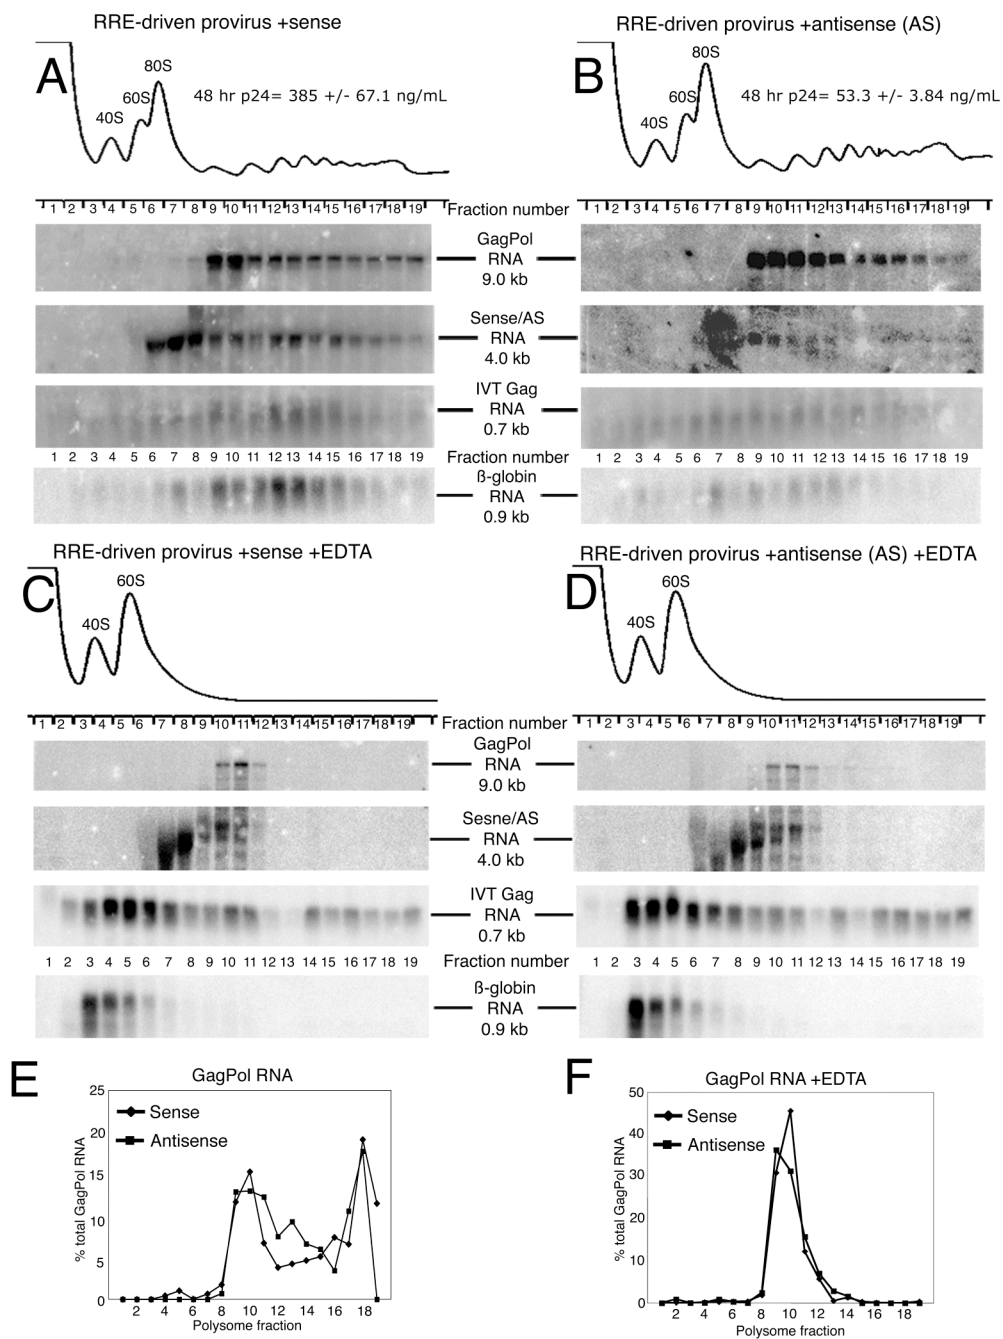 RRE-driven provirus +sense
A
80S
60S
40S
48 hr p24= 385 +/- 67.1 ng/mL
RRE-driven provirus +antisense (AS)
B
80S
60S
40S
48 hr p24= 53.3 +/- 3.84 ng/mL
1 2 3 4 5 6 7 8 9 10 11 12 13 14 15 16 17 18 19
Fraction number
1 2 3 4 5 6 7 8 9 10 11 12 13 14 15 16 17 18 19
GagPol
RNA
9.0 kb
Sense/AS
RNA
4.0 kb
IVT Gag
RNA
0.7 kb
1 2 3 4 5 6 7 8 9 10 11 12 13 14 15 16 17 18 19
Fraction number
1 2 3 4 5 6 7 8 9 10 11 12 13 14 15 16 17 18 19
ß-globin
RNA
0.9 kb
RRE-driven provirus +sense +EDTA
C
60S
40S
RRE-driven provirus +antisense (AS) +EDTA
D
60S
40S
1 2 3 4 5 6 7 8 9 10 11 12 13 14 15 16 17 18 19
Fraction number
1 2 3 4 5 6 7 8 9 10 11 12 13 14 15 16 17 18 19
GagPol
RNA
9.0 kb
Sesne/AS
RNA
4.0 kb
IVT Gag
RNA
0.7 kb
1 2 3 4 5 6 7 8 9 10 11 12 13 14 15 16 17 18 19
Fraction number
1 2 3 4 5 6 7 8 9 10 11 12 13 14 15 16 17 18 19
ß-globin
RNA
0.9 kb
E
GagPol RNA
25
20
15
10
5
0
% total GagPol RNA
Sense
Antisense
2 4 6 8 10 12 14 16 18
Polysome fraction
F
GagPol RNA +EDTA
50
40
30
20
10
0
% total GagPol RNA
Sense
Antisense
2 4 6 8 10 12 14 16 18
Polysome fraction